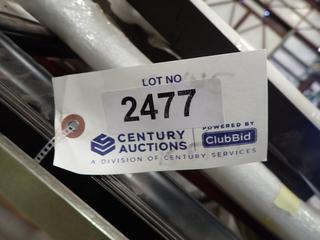 LOT NO
2477
CENTURY
AUCTIONS
POWERED BY
ClubBid
A DIVISION OF CENTURY SERVICES